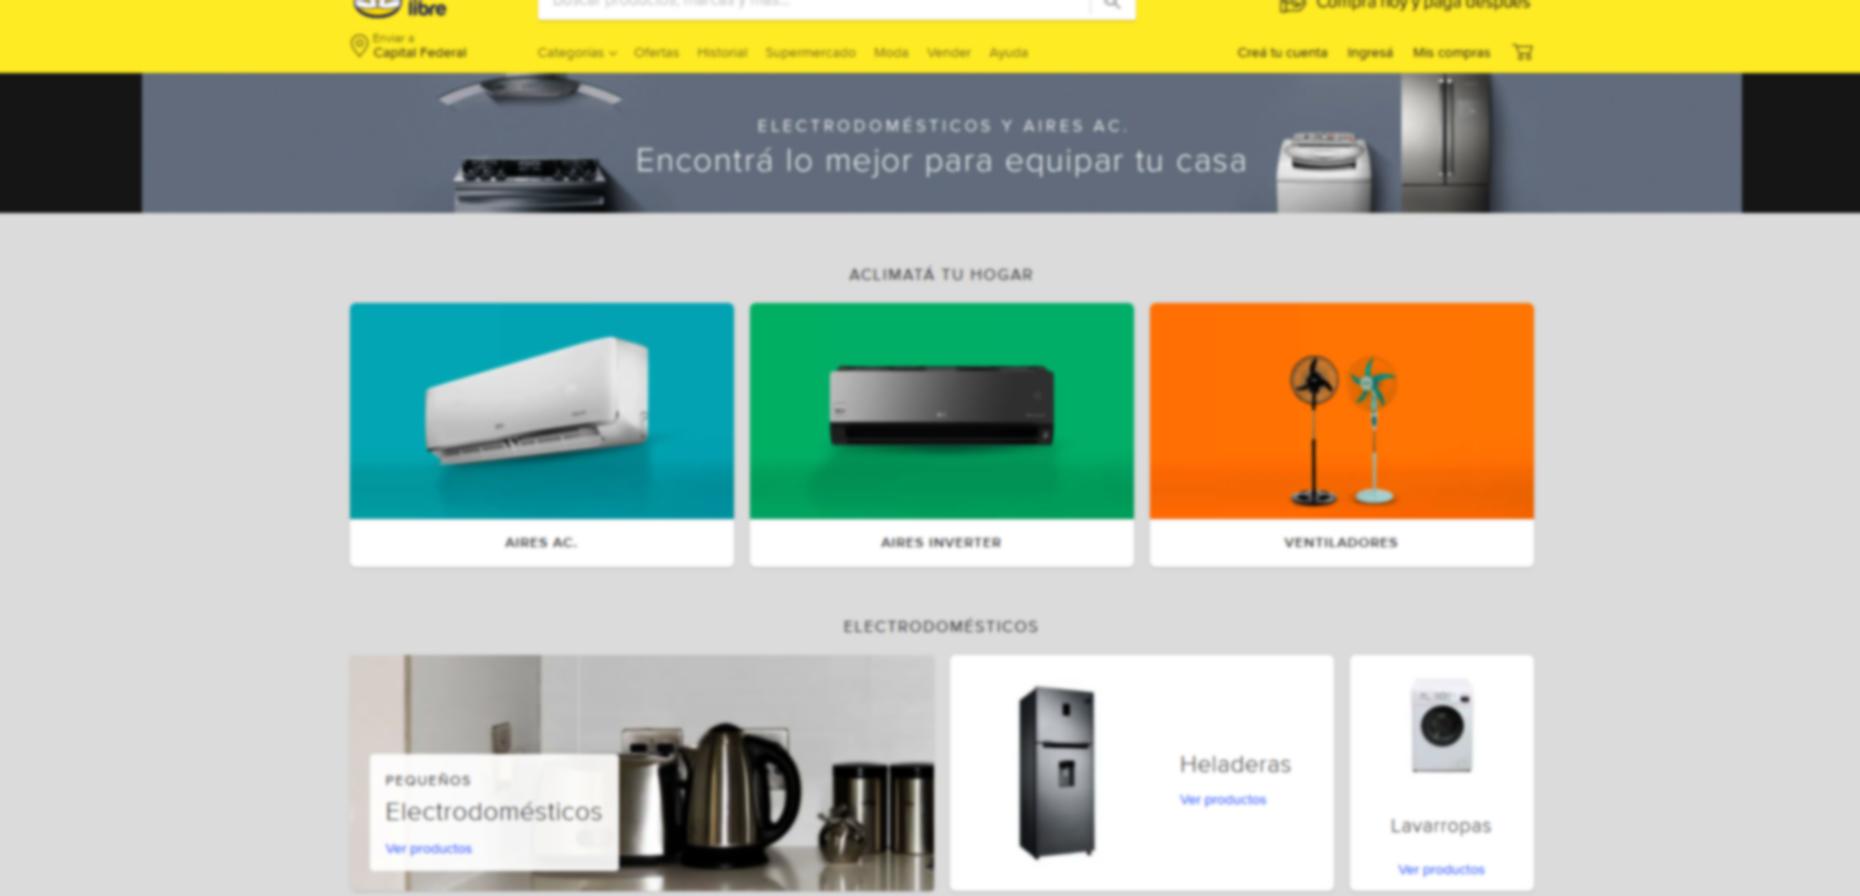 libre
Buscar productos, marcas y más...
Comprá hoy y pagá después
Enviar a
Capital Federal
Categorías
Ofertas
Historial
Supermercado
Moda
Vender
Ayuda
Creá tu cuenta
Ingresá
Mis compras
ELECTRODOMÉSTICOS Y AIRES AC.
Encontrá lo mejor para equipar tu casa
ACLIMATÁ TU HOGAR
AIRES AC.
AIRES INVERTER
VENTILADORES
ELECTRODOMÉSTICOS
PEQUEÑOS
Electrodomésticos
Ver productos
Heladeras
Ver productos
Lavarropas
Ver productos